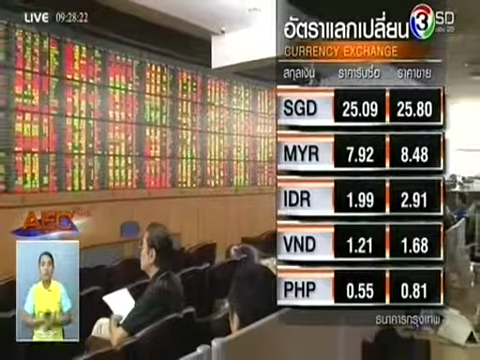 LIVE 09:28:22
อัตราแลกเปลี่ยน
3 SD
CURRENCY EXCHANGE
สกุลเงิน ราคารับซื้อ ราคาขาย
SGD 25.09 25.80
MYR 7.92 8.48
IDR 1.99 2.91
VND 1.21 1.68
PHP 0.55 0.81
ธนาคารกรุงเทพ